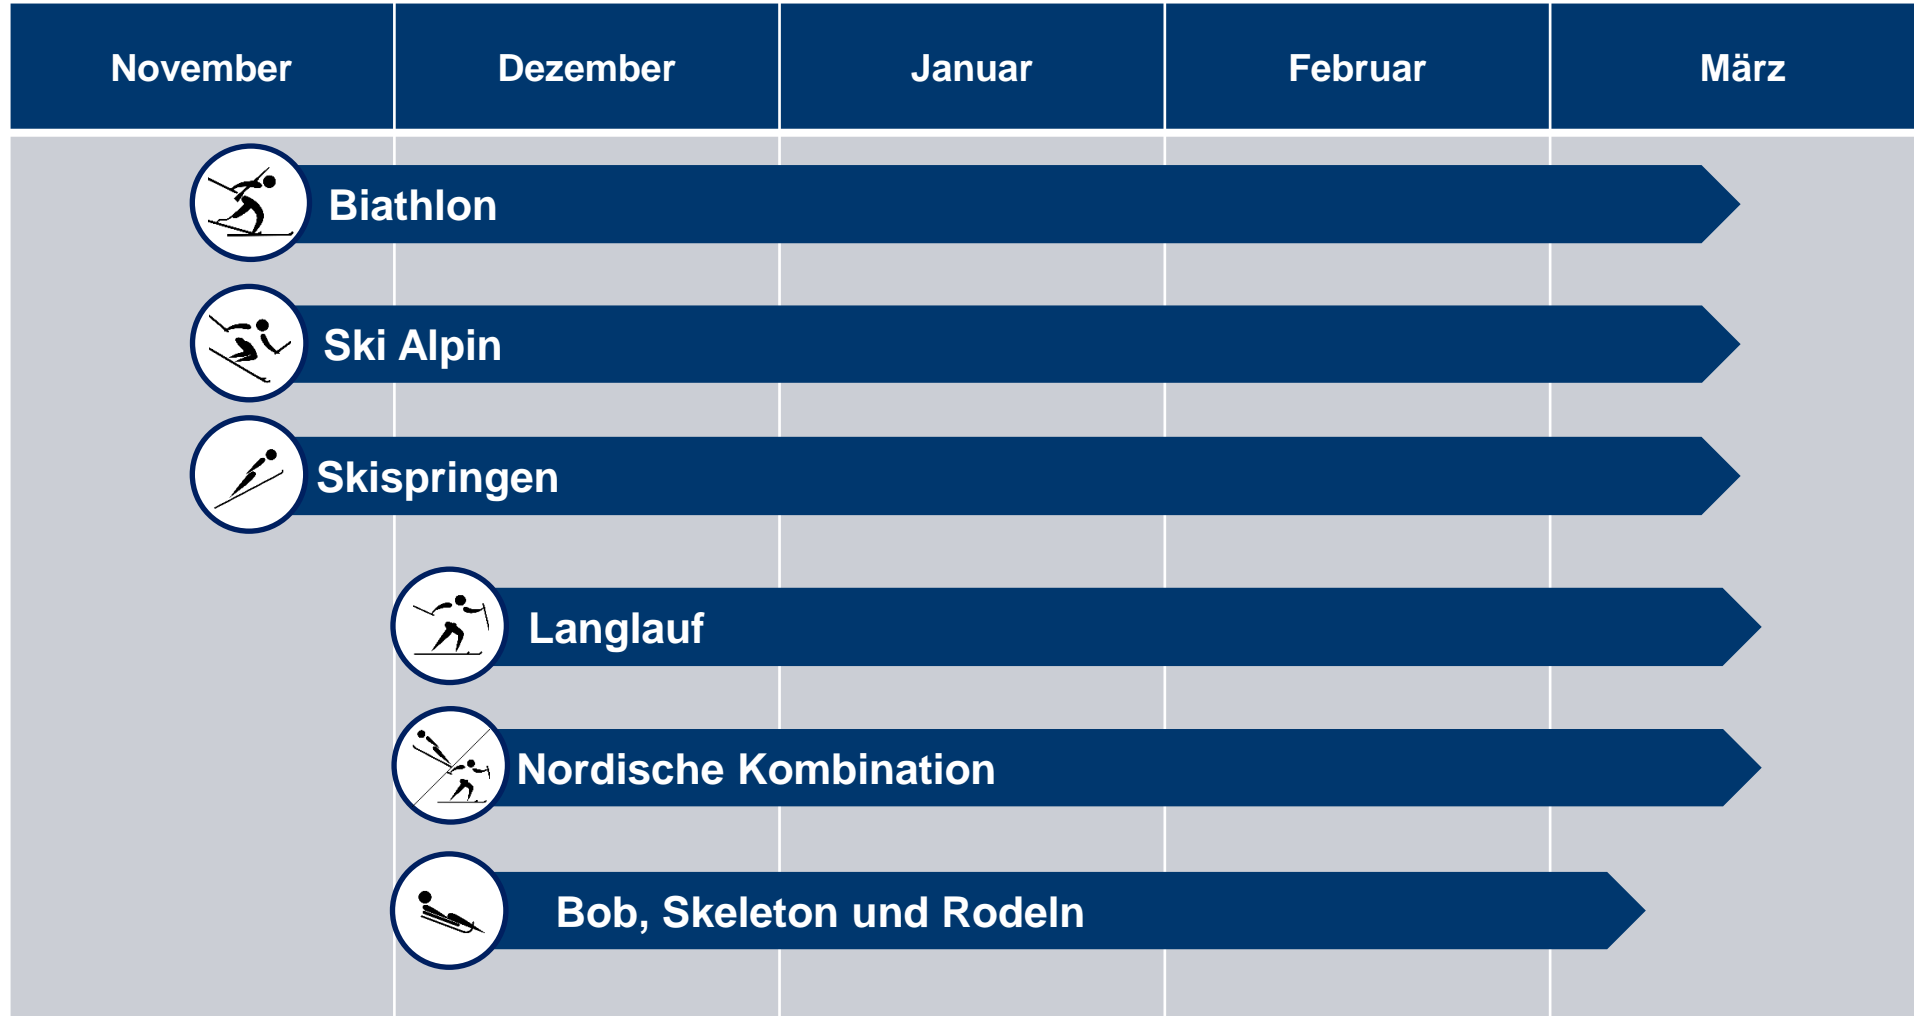 November Dezember Januar Februar März
Biathlon
Ski Alpin
Skispringen
Langlauf
Nordische Kombination
Bob, Skeleton und Rodeln